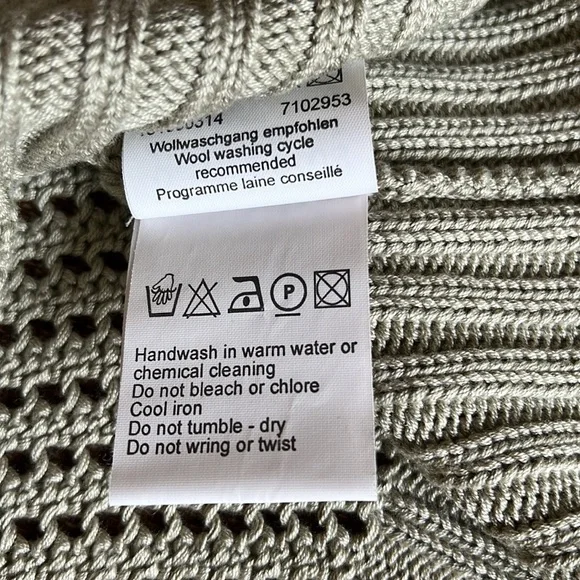 7102953
Wollwaschgang empfohlen
Wool washing cycle
recommended
Programme laine conseillé
P
Handwash in warm water or
chemical cleaning
Do not bleach or chlore
Cool iron
Do not tumble - dry
Do not wring or twist